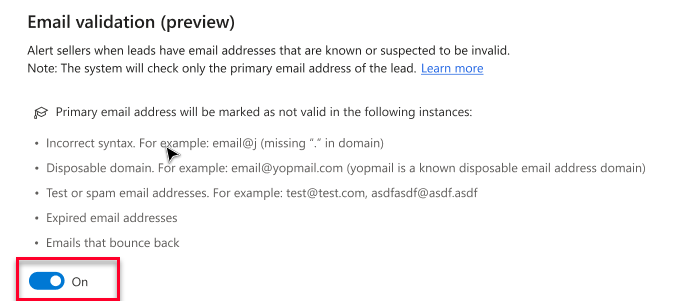 Email validation (preview)
Alert sellers when leads have email addresses that are known or suspected to be invalid.
Note: The system will check only the primary email address of the lead. Learn more
Primary email address will be marked as not valid in the following instances:
• Incorrect syntax. For example: email@j (missing “.” in domain)
• Disposable domain. For example: email@yopmail.com (yopmail is a known disposable email address domain)
• Test or spam email addresses. For example: test@test.com, asdfasdf@asdf.asdf
• Expired email addresses
• Emails that bounce back
On